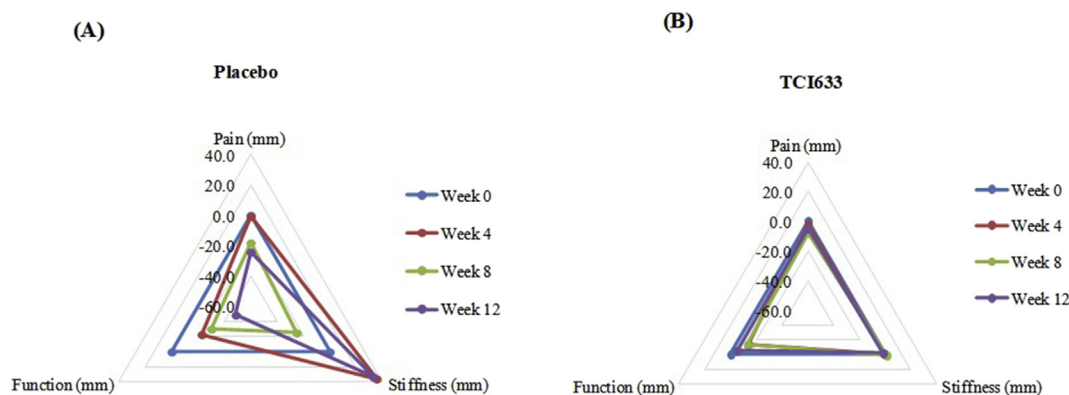 (A)
Placebo
Pain (mm)
40.0
20.0
0.0
-20.0
-40.0
-60.0
Function (mm)
Stiffness (mm)
Week 0
Week 4
Week 8
Week 12
(B)
TCI633
Pain (mm)
40.0
20.0
0.0
-20.0
-40.0
-60.0
Function (mm)
Stiffness (mm)
Week 0
Week 4
Week 8
Week 12